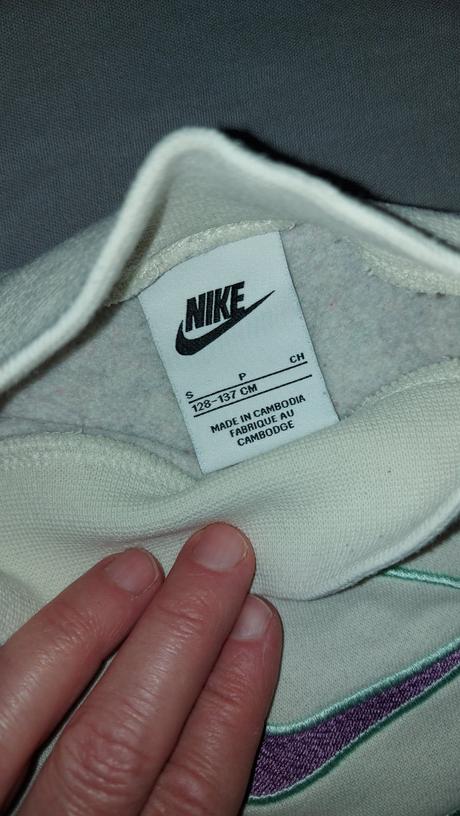 NIKE
S P CH
128-137 CM
MADE IN CAMBODIA
FABRIQUE AU
CAMBODGE